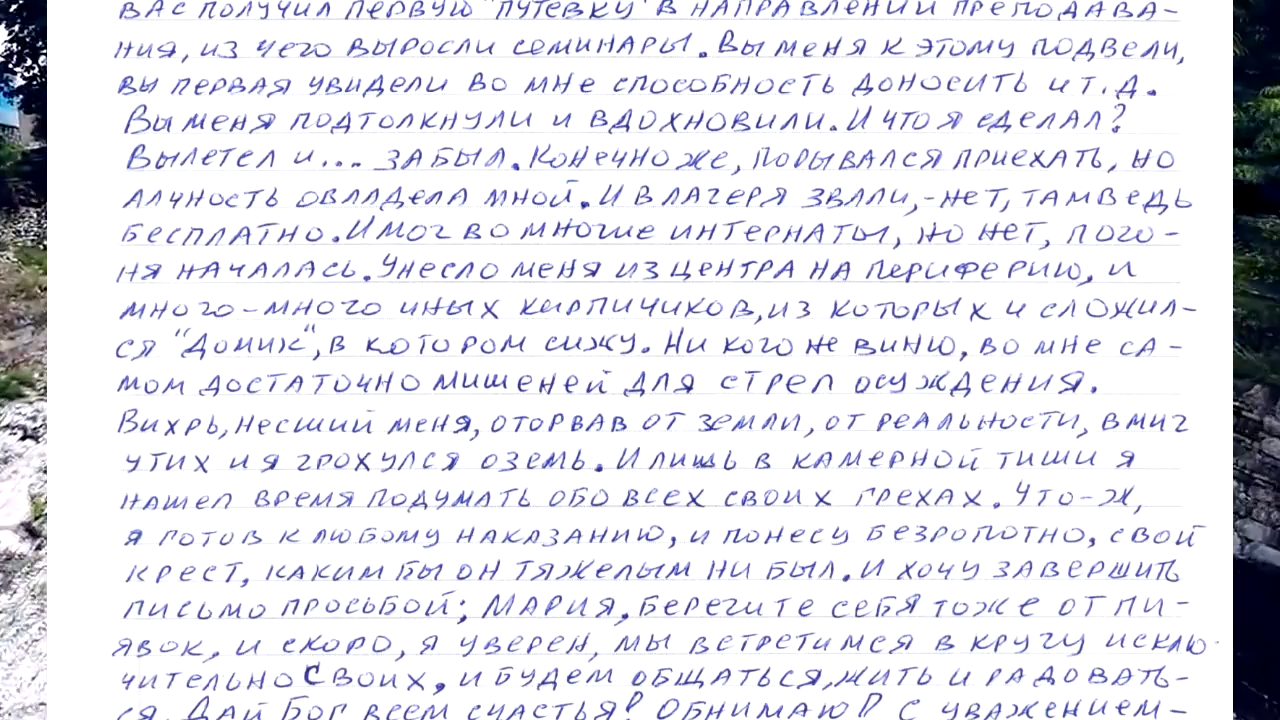 вас получил первую "путевку" в направлении преподава-
ния, из чего выросли семинары. Вы меня к этому подвели,
вы первая увидели во мне способность доносить и т.д.
Вы меня подтолкнули и вдохновили. И что я сделал?
Вылетел и... забыл. Конечно же, порывался приехать, но
алчность овладела мной. И в лагеря звали, - нет, там ведь
бесплатно. И мог во многие интернаты, но нет, пого-
ня началась. Унесло меня из центра на периферию, и
много-много иных кирпичиков, из которых и сложил-
ся "Домик", в котором сижу. Ни кого не виню, во мне са-
мом достаточно мишеней для стрел осуждения.
Вихрь, несший меня, оторвав от земли, от реальности, в миг
утих и я грохулся оземь. И лишь в камерной тиши я
нашел время подумать обо всех своих грехах. Что-ж,
я готов к любому наказанию, и понесу безропотно, свой
крест, каким бы он тяжелым ни был. И хочу завершить
письмо просьбой; Мария, берегите себя тоже от пи-
явок, и скоро, я уверен, мы встретимся в кругу исклю-
чительно своих, и будем общаться, жить и радовать-
ся. Дай Бог всем счастья! Обнимаю! С уважением-